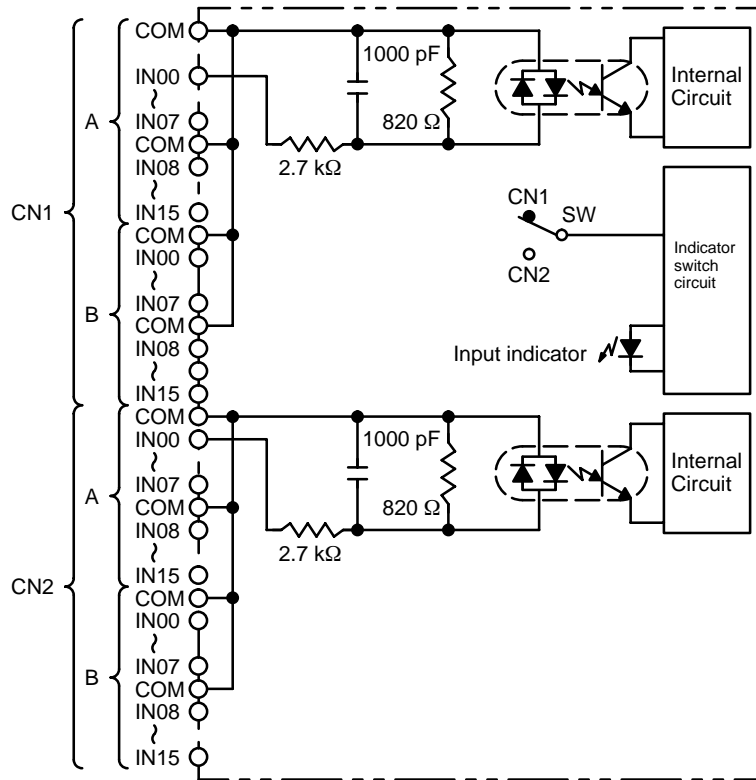 COM
IN00
~
IN07
COM
IN08
~
IN15
COM
IN00
~
IN07
COM
IN08
~
IN15
COM
IN00
~
IN07
COM
IN08
~
IN15
COM
IN00
~
IN07
COM
IN08
~
IN15
A
B
A
B
CN1
CN2
1000 pF
820 Ω
2.7 kΩ
Internal
Circuit
CN1
SW
CN2
Indicator
switch
circuit
Input indicator
1000 pF
820 Ω
2.7 kΩ
Internal
Circuit